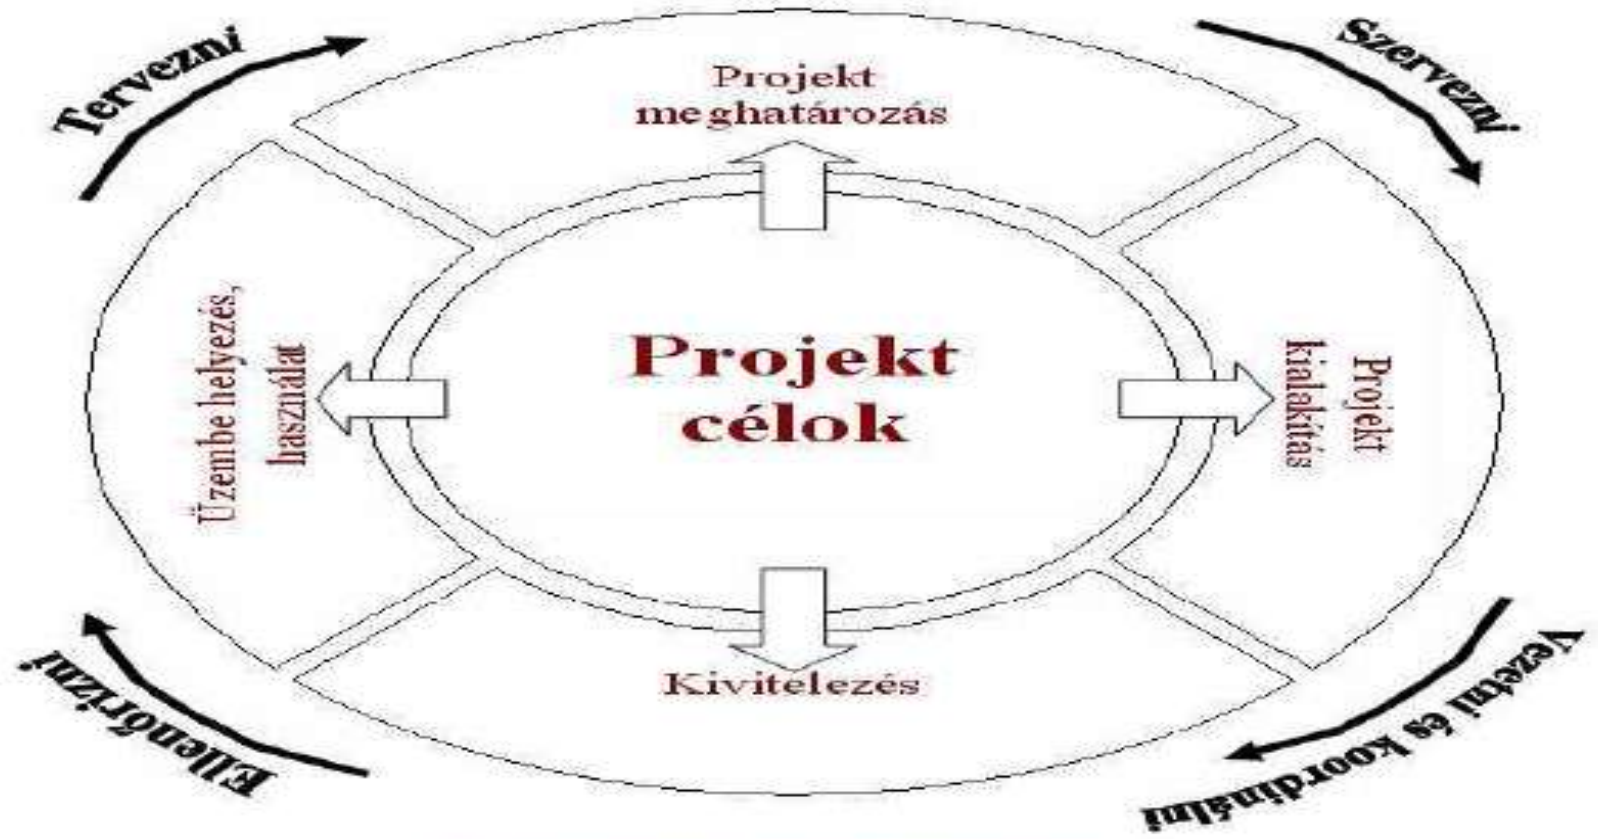 Tervezni
Szervezni
Projekt
meghatározás
Üzembe helyezés,
használat
Projekt
célok
Projekt
kialakítás
Kivitelezés
Ellenőrizni
Vezetni és koordinálni